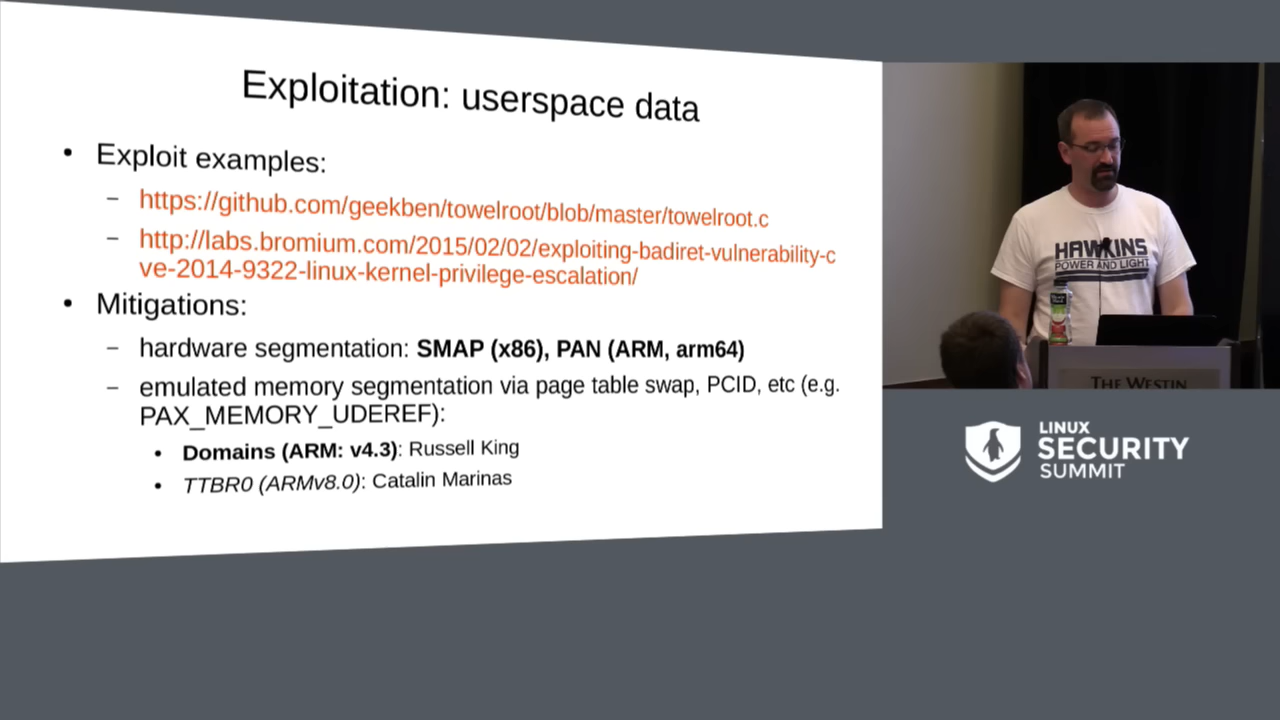 Exploitation: userspace data
• Exploit examples:
– https://github.com/geekben/towelroot/blob/master/towelroot.c
– http://labs.bromium.com/2015/02/02/exploiting-badiret-vulnerability-c
ve-2014-9322-linux-kernel-privilege-escalation/
• Mitigations:
– hardware segmentation: SMAP (x86), PAN (ARM, arm64)
– emulated memory segmentation via page table swap, PCID, etc (e.g.
PAX_MEMORY_UDEREF):
• Domains (ARM: v4.3): Russell King
• TTBR0 (ARMv8.0): Catalin Marinas
HAWKINS
POWER AND LIGHT
THE WESTIN
LINUX
SECURITY
SUMMIT